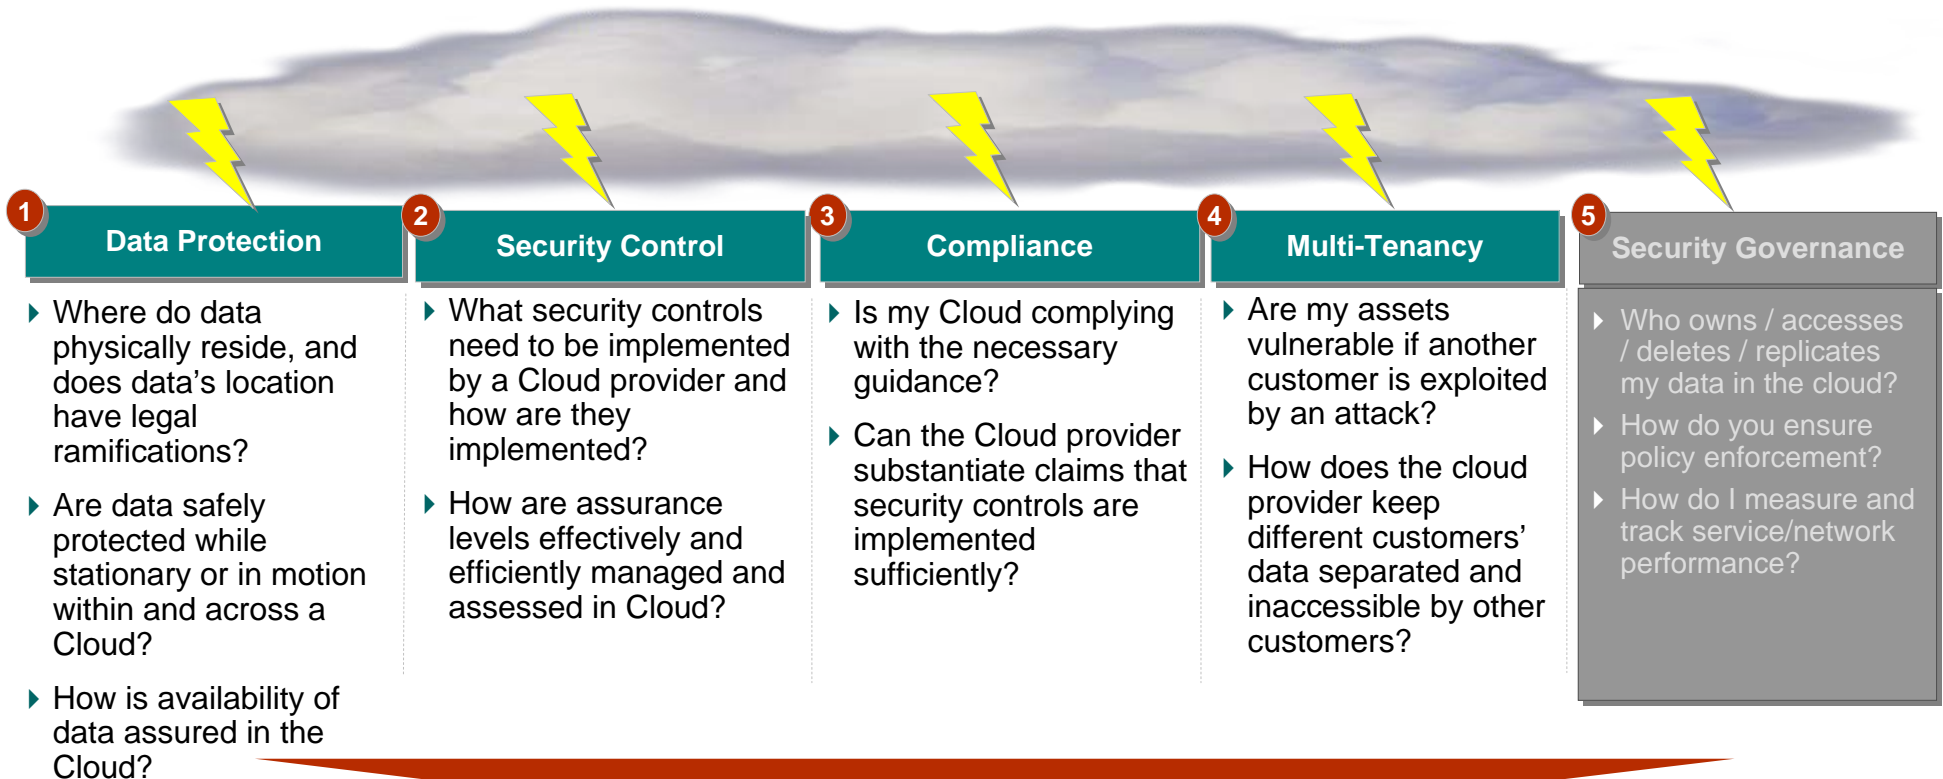 1
Data Protection
Where do data
physically reside, and
does data’s location
have legal
ramifications?
Are data safely
protected while
stationary or in motion
within and across a
Cloud?
How is availability of
data assured in the
Cloud?
2
Security Control
What security controls
need to be implemented
by a Cloud provider and
how are they
implemented?
How are assurance
levels effectively and
efficiently managed and
assessed in Cloud?
3
Compliance
Is my Cloud complying
with the necessary
guidance?
Can the Cloud provider
substantiate claims that
security controls are
implemented
sufficiently?
4
Multi-Tenancy
Are my assets
vulnerable if another
customer is exploited
by an attack?
How does the cloud
provider keep
different customers’
data separated and
inaccessible by other
customers?
5
Security Governance
Who owns / accesses
/ deletes / replicates
my data in the cloud?
How do you ensure
policy enforcement?
How do I measure and
track service/network
performance?